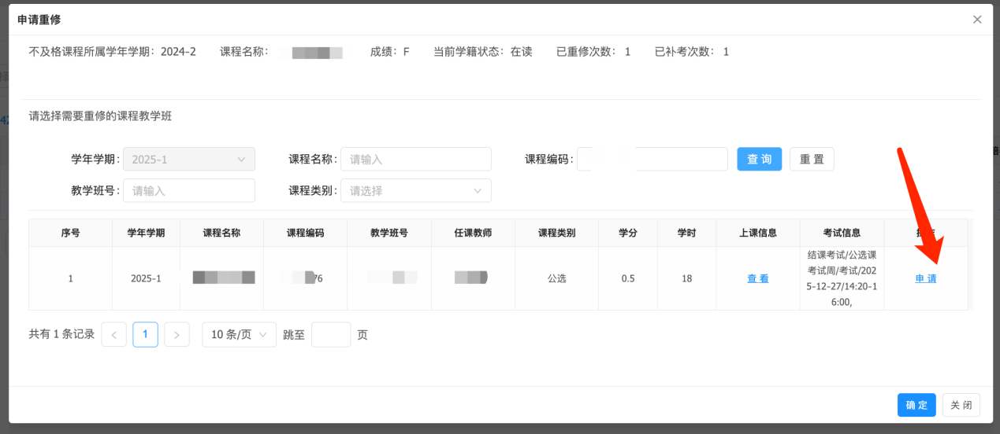 申请重修
不及格课程所属学年学期：2024-2 课程名称： 成绩：F 当前学籍状态：在读 已重修次数：1 已补考次数：1
请选择需要重修的课程教学班
学年学期: 2025-1 课程名称: 请输入 课程编码: 查 询 重 置
教学班号: 请输入 课程类别: 请选择
序号 学年学期 课程名称 课程编码 教学班号 任课教师 课程类别 学分 学时 上课信息 考试信息
1 2025-1 76 公选 0.5 18 查 看 结课考试/公选课
考试周/考试/202
5-12-27/14:20-1
6:00,
申 请
共有 1 条记录 < 1 > 10 条/页 跳至 页
确 定 关 闭